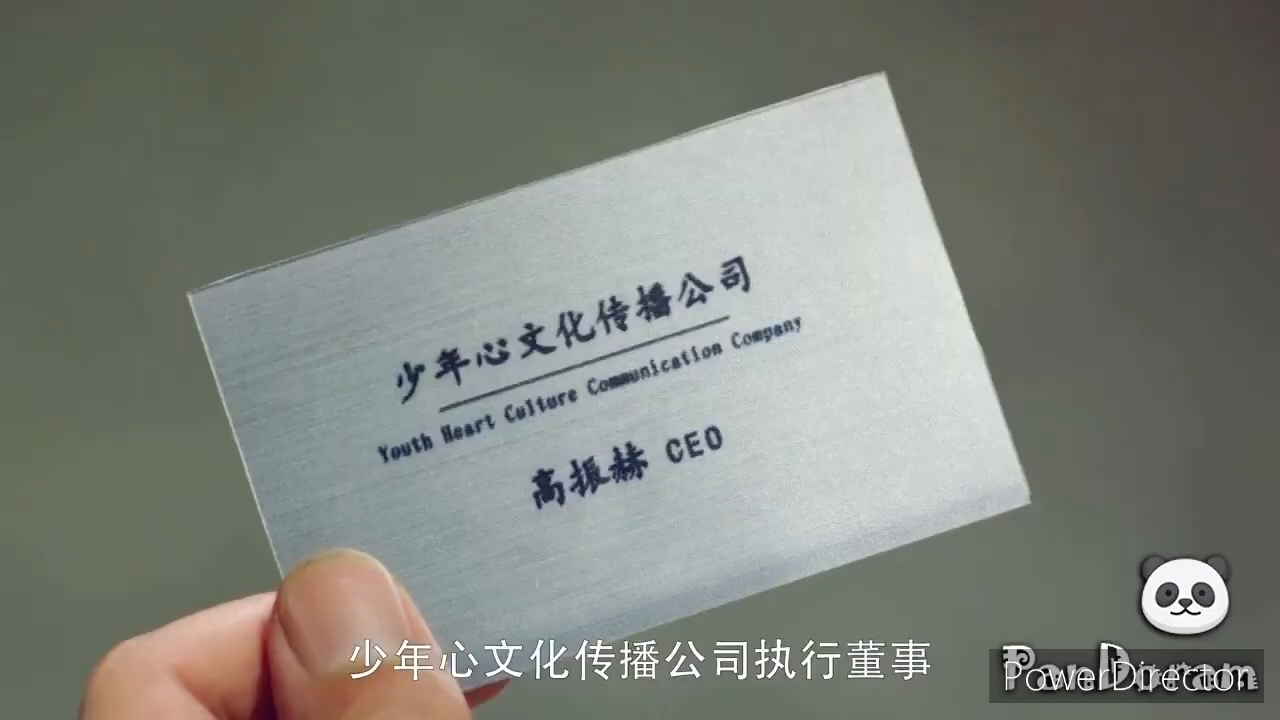 少年心文化传播公司
Youth Heart Culture Communication Company
高振赫 CEO
少年心文化传播公司执行董事
PowerDirector